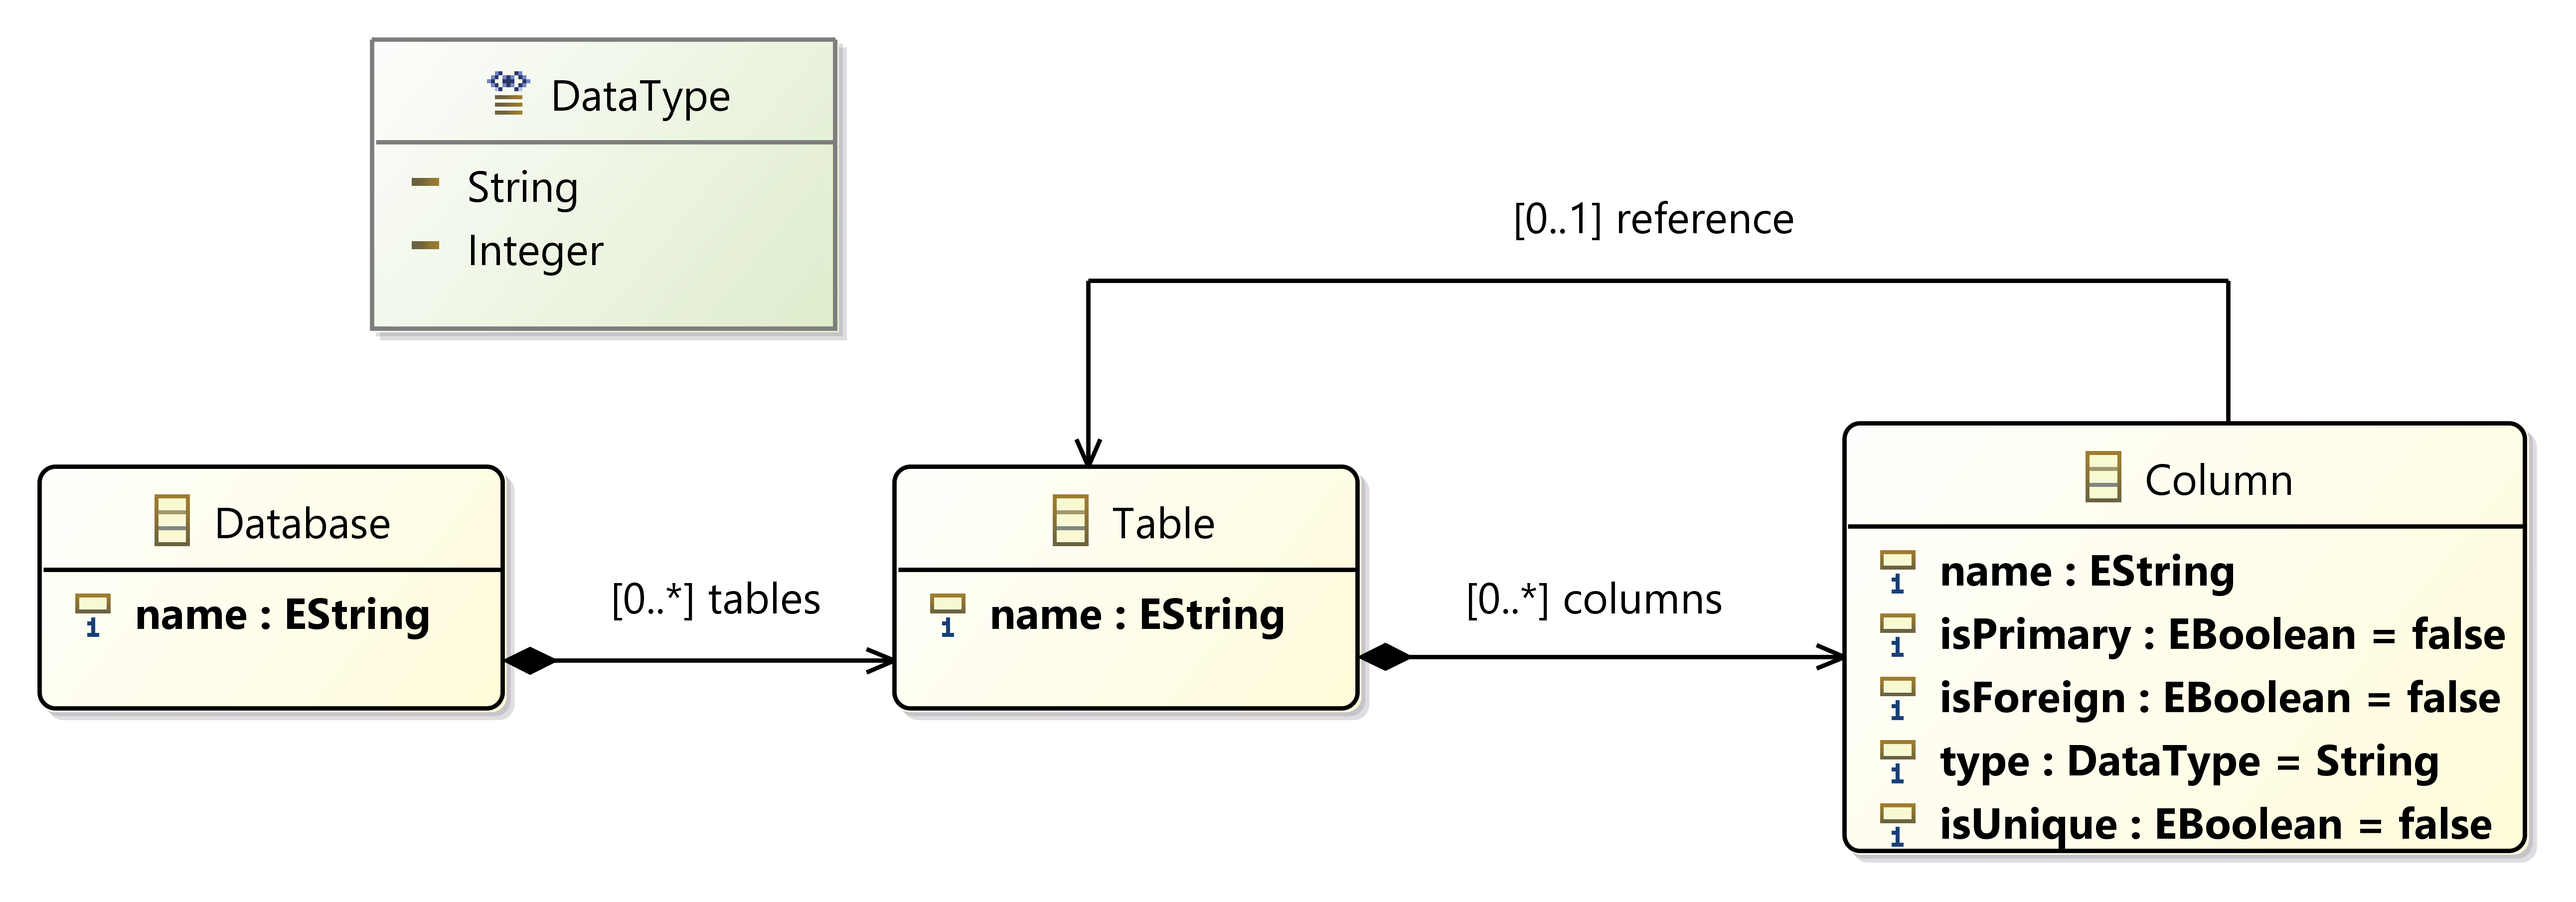 DataType
String
Integer
[0..1] reference
Database
name : EString
[0..*] tables
Table
name : EString
[0..*] columns
Column
name : EString
isPrimary : EBoolean = false
isForeign : EBoolean = false
type : DataType = String
isUnique : EBoolean = false